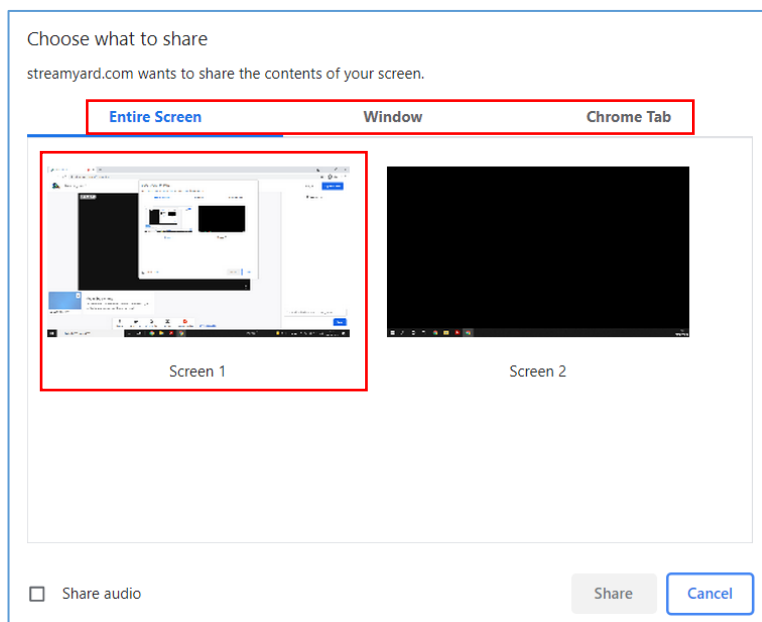 Choose what to share
streamyard.com wants to share the contents of your screen.
Entire Screen Window Chrome Tab
Screen 1 Screen 2
Share audio Share Cancel